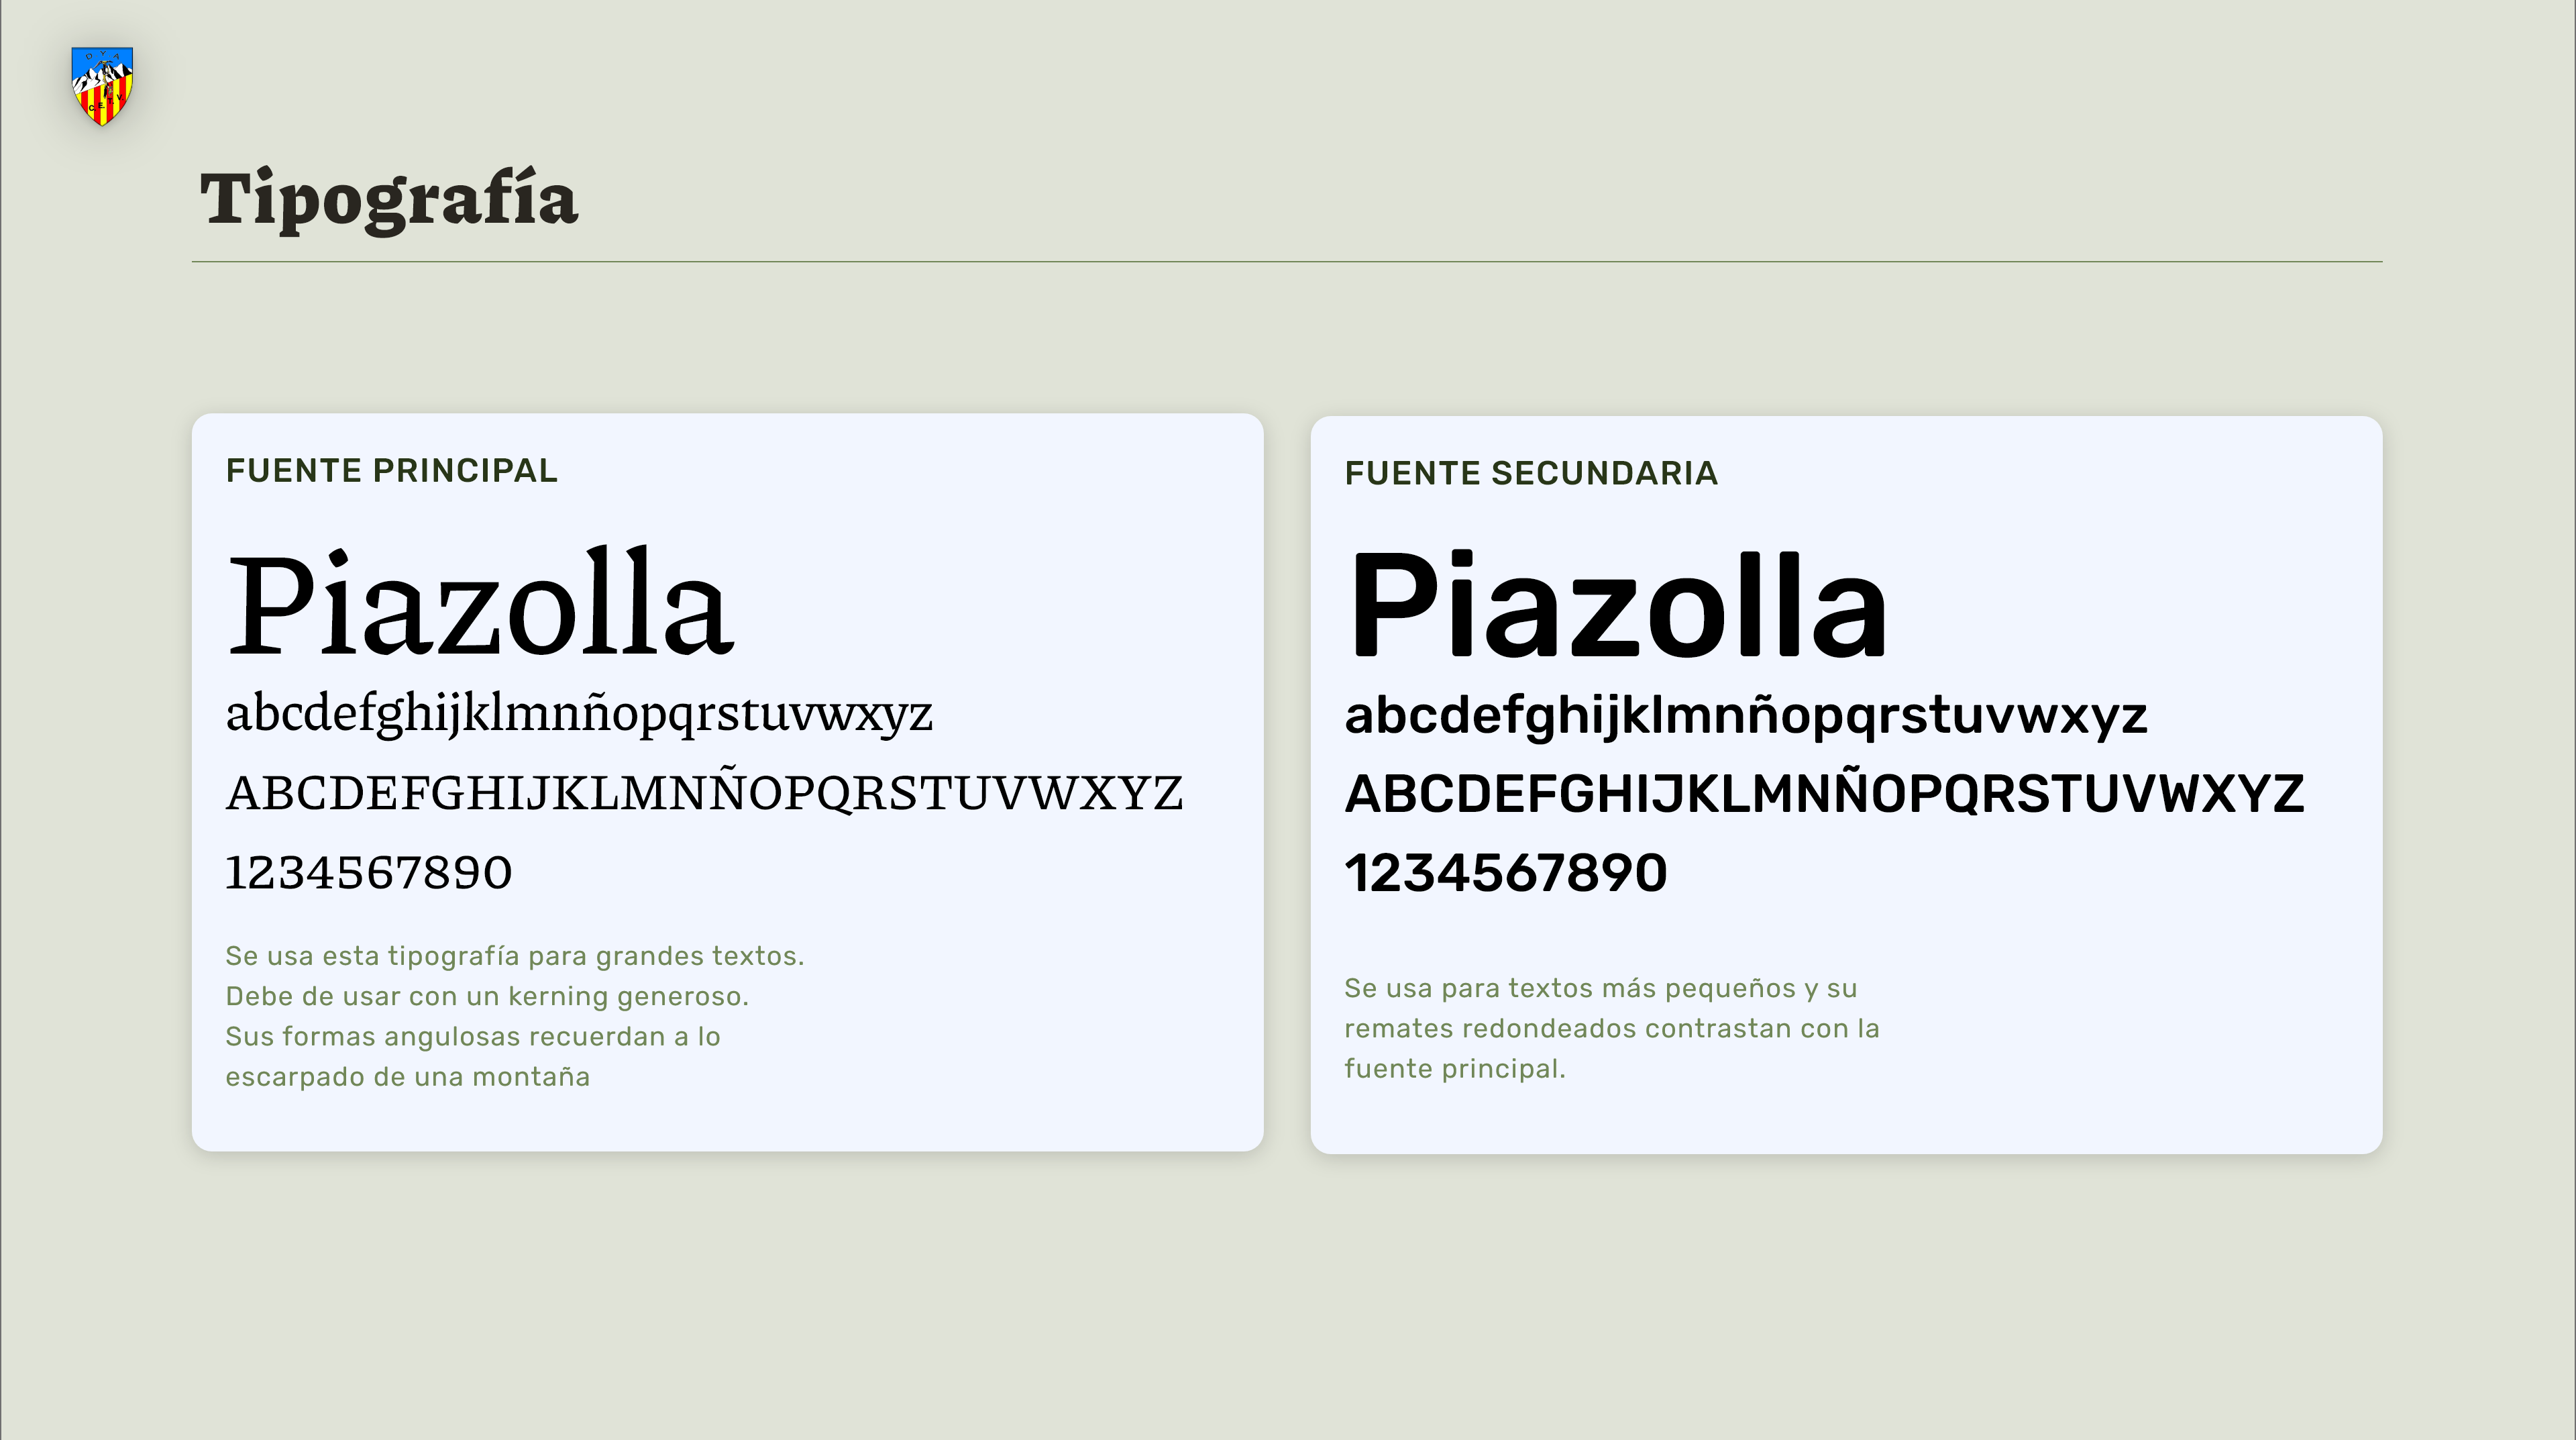 U Y A
C. E. T. V.
Tipografía
FUENTE PRINCIPAL
Piazolla
abcdefghijklmnñopqrstuvwxyz
ABCDEFGHIJKLMNÑOPQRSTUVWXYZ
1234567890
Se usa esta tipografía para grandes textos.
Debe de usar con un kerning generoso.
Sus formas angulosas recuerdan a lo
escarpado de una montaña
FUENTE SECUNDARIA
Piazolla
abcdefghijklmnñopqrstuvwxyz
ABCDEFGHIJKLMNÑOPQRSTUVWXYZ
1234567890
Se usa para textos más pequeños y su
remates redondeados contrastan con la
fuente principal.